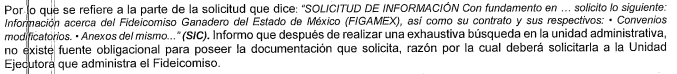 Por lo que se refiere a la parte de la solicitud que dice: "SOLICITUD DE INFORMACIÓN Con fundamento en … solicito lo siguiente:
Información acerca del Fideicomiso Ganadero del Estado de México (FIGAMEX), así como su contrato y sus respectivos: • Convenios
modificatorios. • Anexos del mismo..." (SIC). Informo que después de realizar una exhaustiva búsqueda en la unidad administrativa,
no existe fuente obligacional para poseer la documentación que solicita, razón por la cual deberá solicitarla a la Unidad
Ejecutora que administra el Fideicomiso.